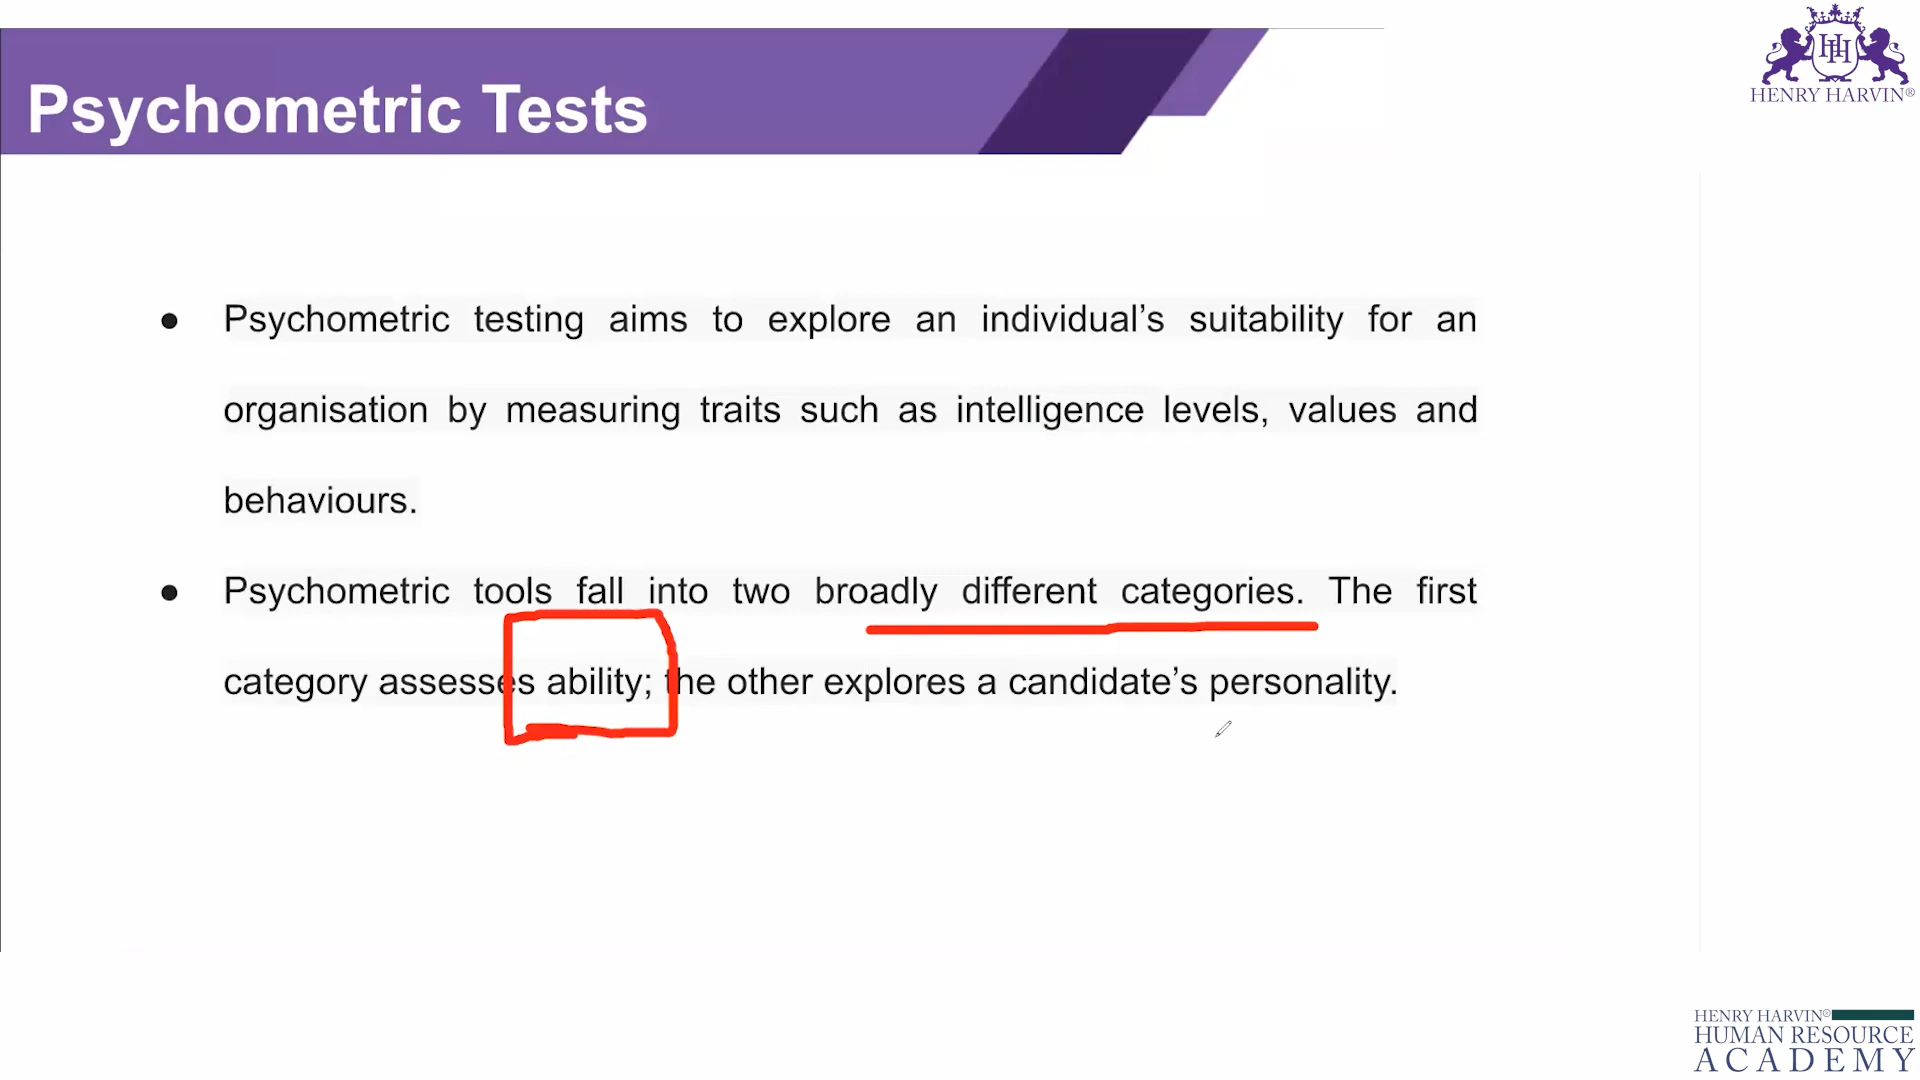 Psychometric Tests
HH
HENRY HARVIN®
● Psychometric testing aims to explore an individual’s suitability for an
organisation by measuring traits such as intelligence levels, values and
behaviours.
● Psychometric tools fall into two broadly different categories. The first
category assesses ability; the other explores a candidate’s personality.
HENRY HARVIN®
HUMAN RESOURCE
ACADEMY